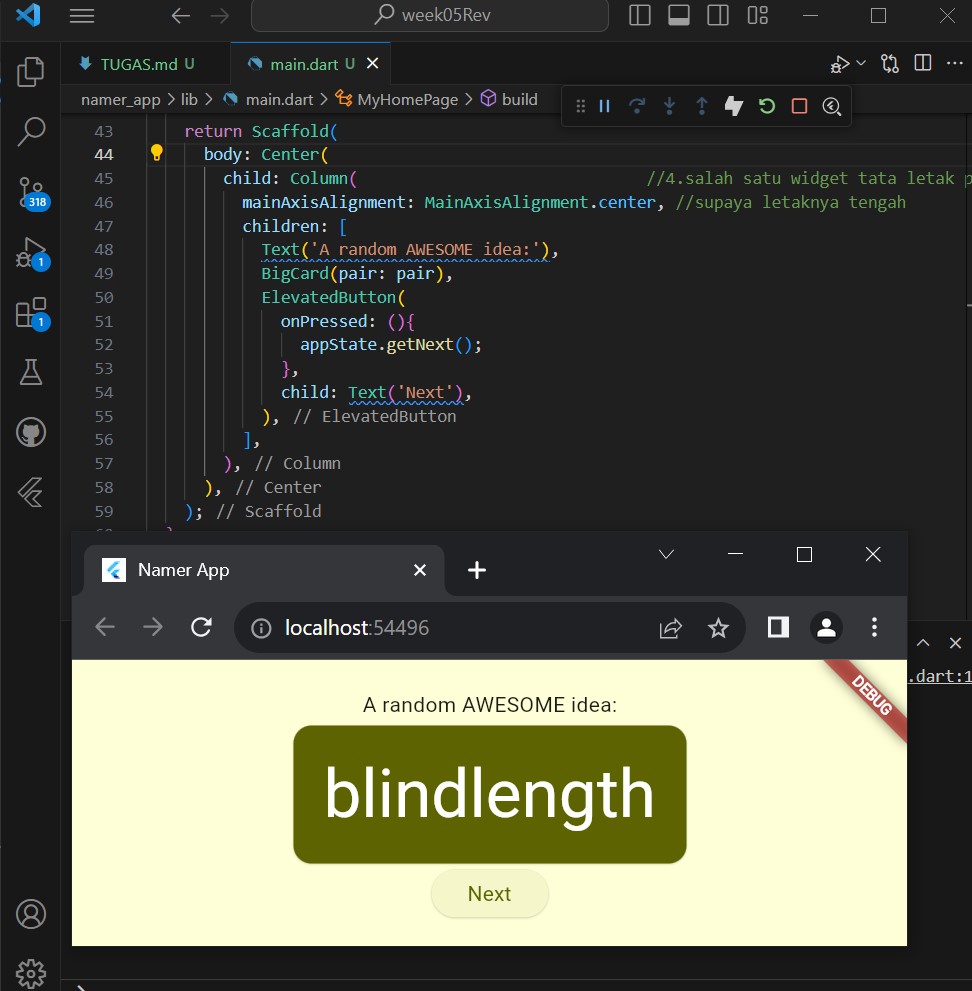 week05Rev
TUGAS.md U
main.dart U
namer_app > lib > main.dart > MyHomePage > build
43 return Scaffold(
44 body: Center(
45 child: Column( //4.salah satu widget tata letak p
46 mainAxisAlignment: MainAxisAlignment.center, //supaya letaknya tengah
47 children: [
48 Text('A random AWESOME idea:'),
49 BigCard(pair: pair),
50 ElevatedButton(
51 onPressed: (){
52 appState.getNext();
53 },
54 child: Text('Next'),
55 ), // ElevatedButton
56 ],
57 ), // Column
58 ), // Center
59 ); // Scaffold
318
1
1
Namer App
localhost:54496
.dart:1
DEBUG
A random AWESOME idea:
blindlength
Next